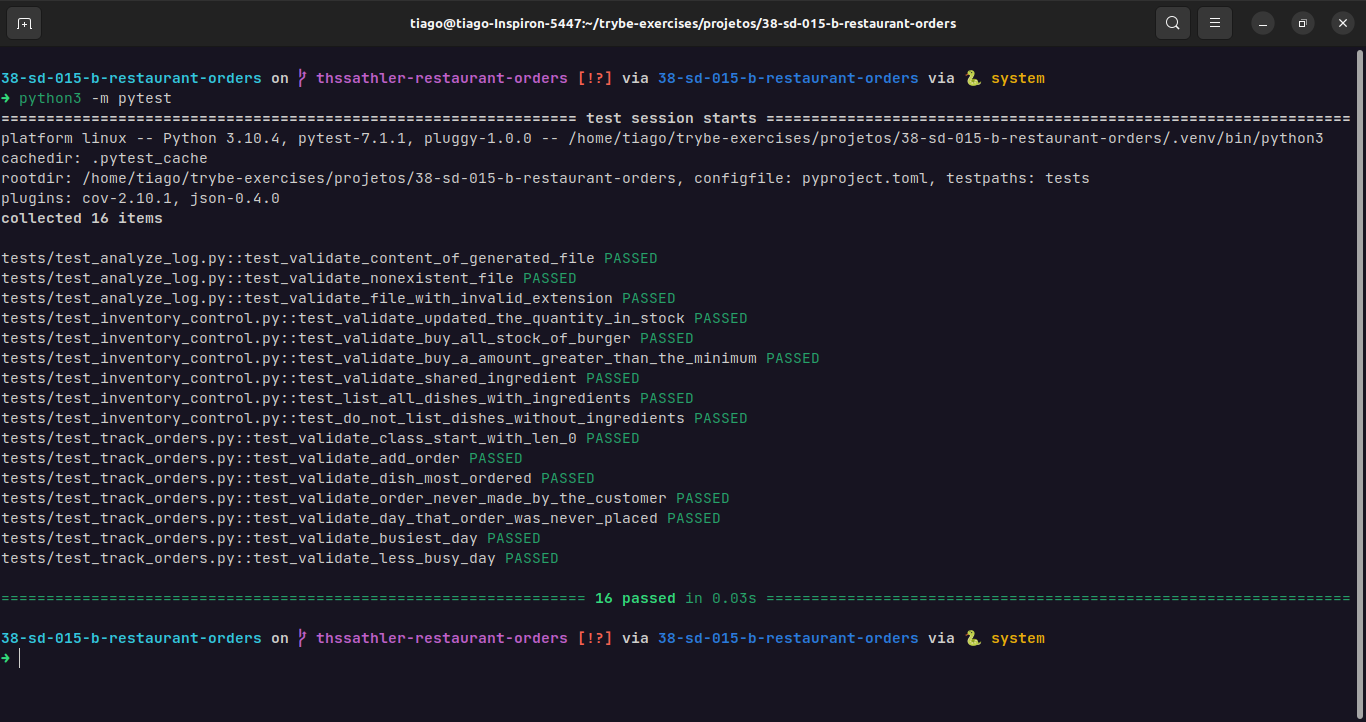 tiago@tiago-Inspiron-5447:~/trybe-exercises/projetos/38-sd-015-b-restaurant-orders
38-sd-015-b-restaurant-orders on thssathler-restaurant-orders [!?] via 38-sd-015-b-restaurant-orders via 🐍 system
➜ python3 -m pytest
================================================================ test session starts =================================================================
platform linux -- Python 3.10.4, pytest-7.1.1, pluggy-1.0.0 -- /home/tiago/trybe-exercises/projetos/38-sd-015-b-restaurant-orders/.venv/bin/python3
cachedir: .pytest_cache
rootdir: /home/tiago/trybe-exercises/projetos/38-sd-015-b-restaurant-orders, configfile: pyproject.toml, testpaths: tests
plugins: cov-2.10.1, json-0.4.0
collected 16 items
tests/test_analyze_log.py::test_validate_content_of_generated_file PASSED
tests/test_analyze_log.py::test_validate_nonexistent_file PASSED
tests/test_analyze_log.py::test_validate_file_with_invalid_extension PASSED
tests/test_inventory_control.py::test_validate_updated_the_quantity_in_stock PASSED
tests/test_inventory_control.py::test_validate_buy_all_stock_of_burger PASSED
tests/test_inventory_control.py::test_validate_buy_a_amount_greater_than_the_minimum PASSED
tests/test_inventory_control.py::test_validate_shared_ingredient PASSED
tests/test_inventory_control.py::test_list_all_dishes_with_ingredients PASSED
tests/test_inventory_control.py::test_do_not_list_dishes_without_ingredients PASSED
tests/test_track_orders.py::test_validate_class_start_with_len_0 PASSED
tests/test_track_orders.py::test_validate_add_order PASSED
tests/test_track_orders.py::test_validate_dish_most_ordered PASSED
tests/test_track_orders.py::test_validate_order_never_made_by_the_customer PASSED
tests/test_track_orders.py::test_validate_day_that_order_was_never_placed PASSED
tests/test_track_orders.py::test_validate_busiest_day PASSED
tests/test_track_orders.py::test_validate_less_busy_day PASSED
================================================================= 16 passed in 0.03s =================================================================
38-sd-015-b-restaurant-orders on thssathler-restaurant-orders [!?] via 38-sd-015-b-restaurant-orders via 🐍 system
➜